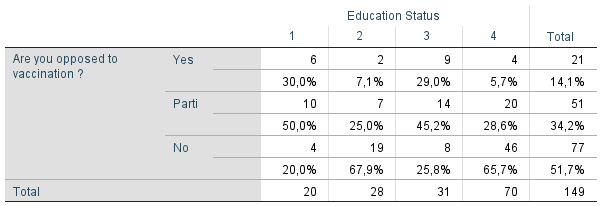 Education Status
1 2 3 4 Total
Are you opposed to vaccination ? Yes 6 2 9 4 21
30,0% 7,1% 29,0% 5,7% 14,1%
Parti 10 7 14 20 51
50,0% 25,0% 45,2% 28,6% 34,2%
No 4 19 8 46 77
20,0% 67,9% 25,8% 65,7% 51,7%
Total 20 28 31 70 149